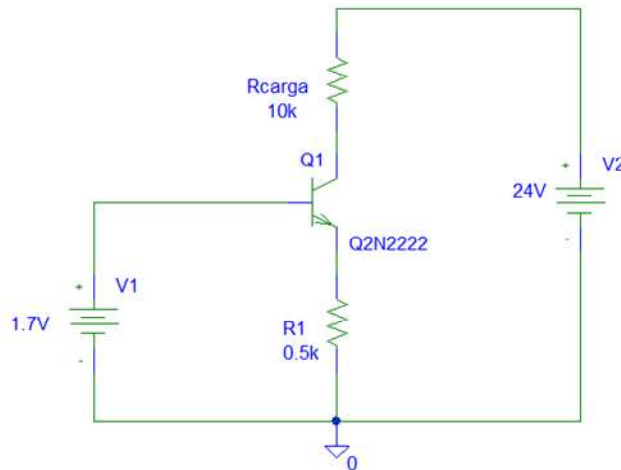 Rcarga
10k
Q1
+
V2
24V
-
Q2N2222
+
V1
1.7V
-
R1
0.5k
0